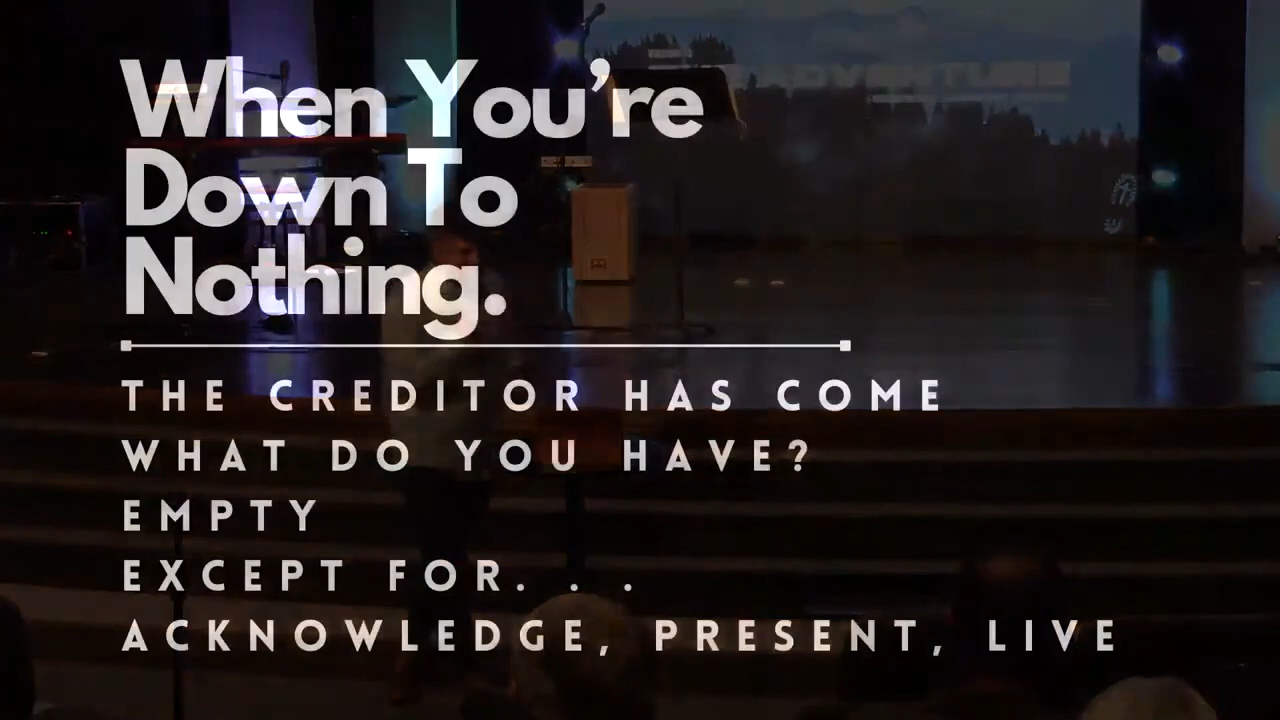 When You’re
Down To
Nothing.
THE CREDITOR HAS COME
WHAT DO YOU HAVE?
EMPTY
EXCEPT FOR. . .
ACKNOWLEDGE, PRESENT, LIVE